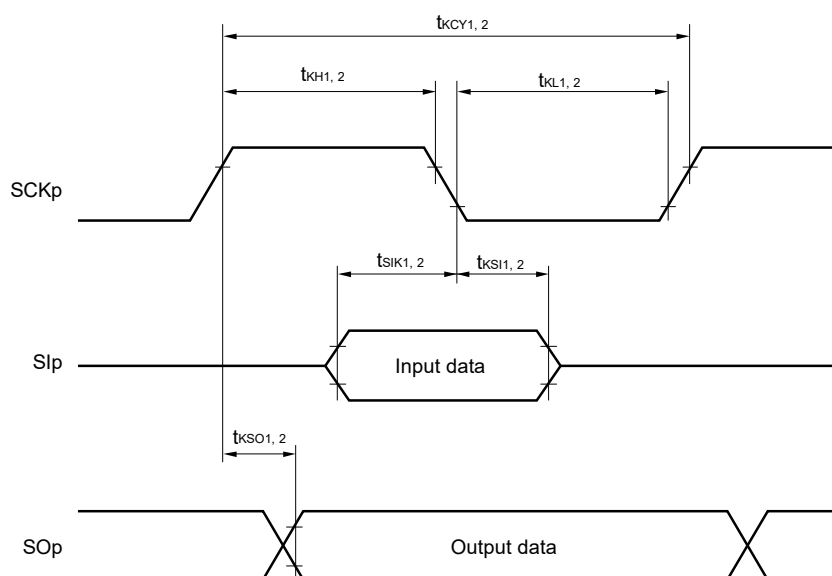 tKCY1, 2
tKH1, 2
tKL1, 2
SCKp
tSIK1, 2
tKSI1, 2
SIp
Input data
tKSO1, 2
SOp
Output data